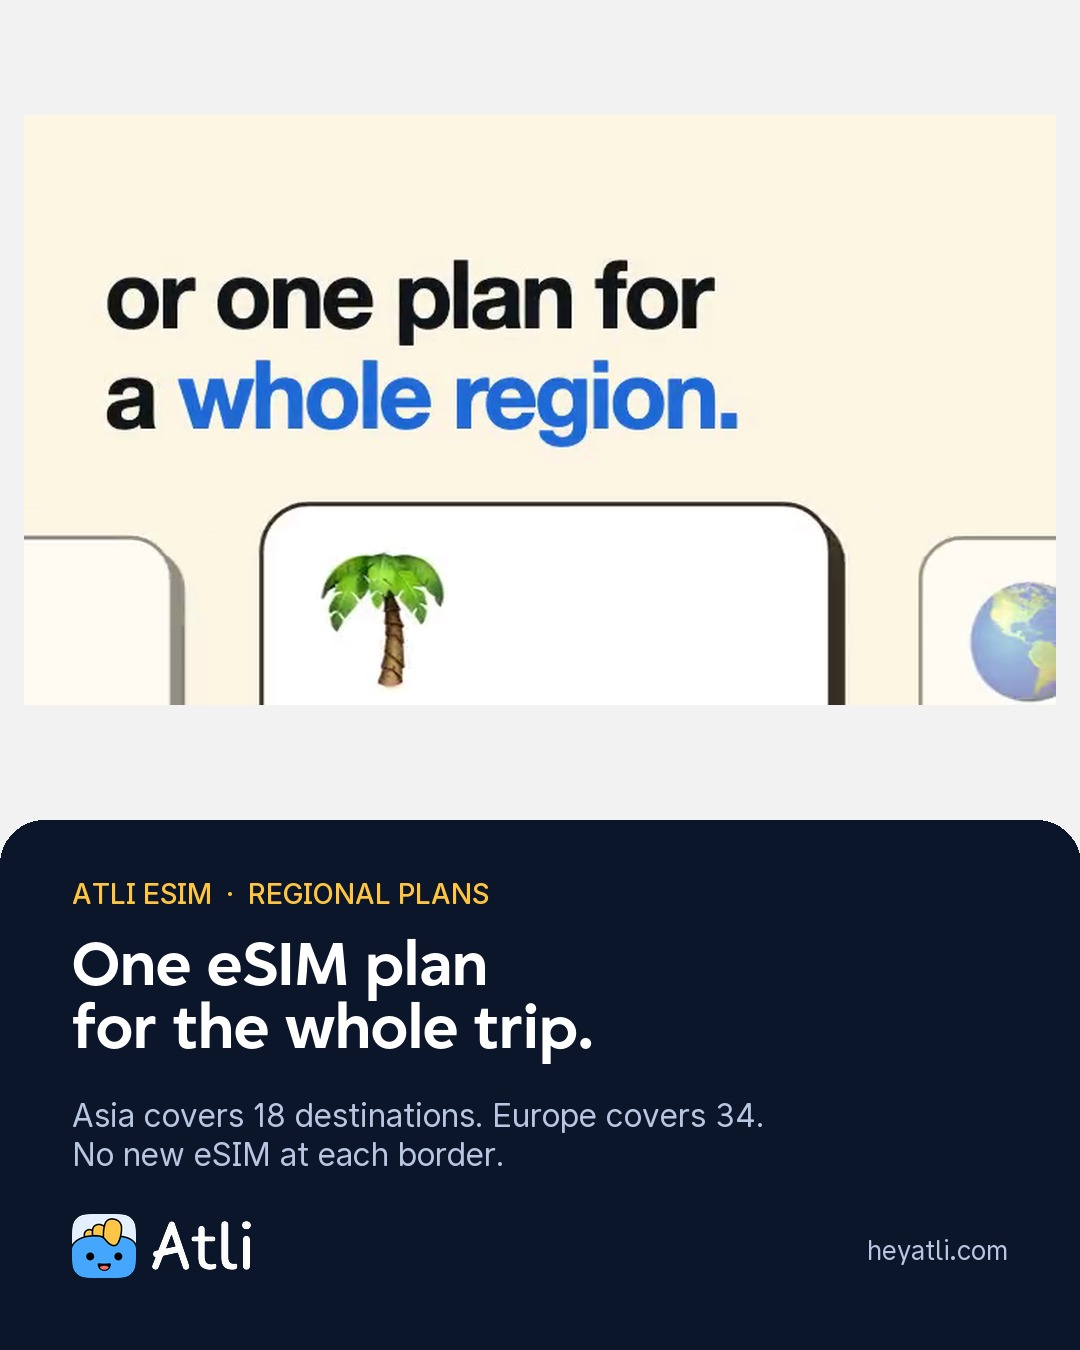 or one plan for
a whole region.
ATLI ESIM · REGIONAL PLANS
One eSIM plan
for the whole trip.
Asia covers 18 destinations. Europe covers 34.
No new eSIM at each border.
Atli
heyatli.com